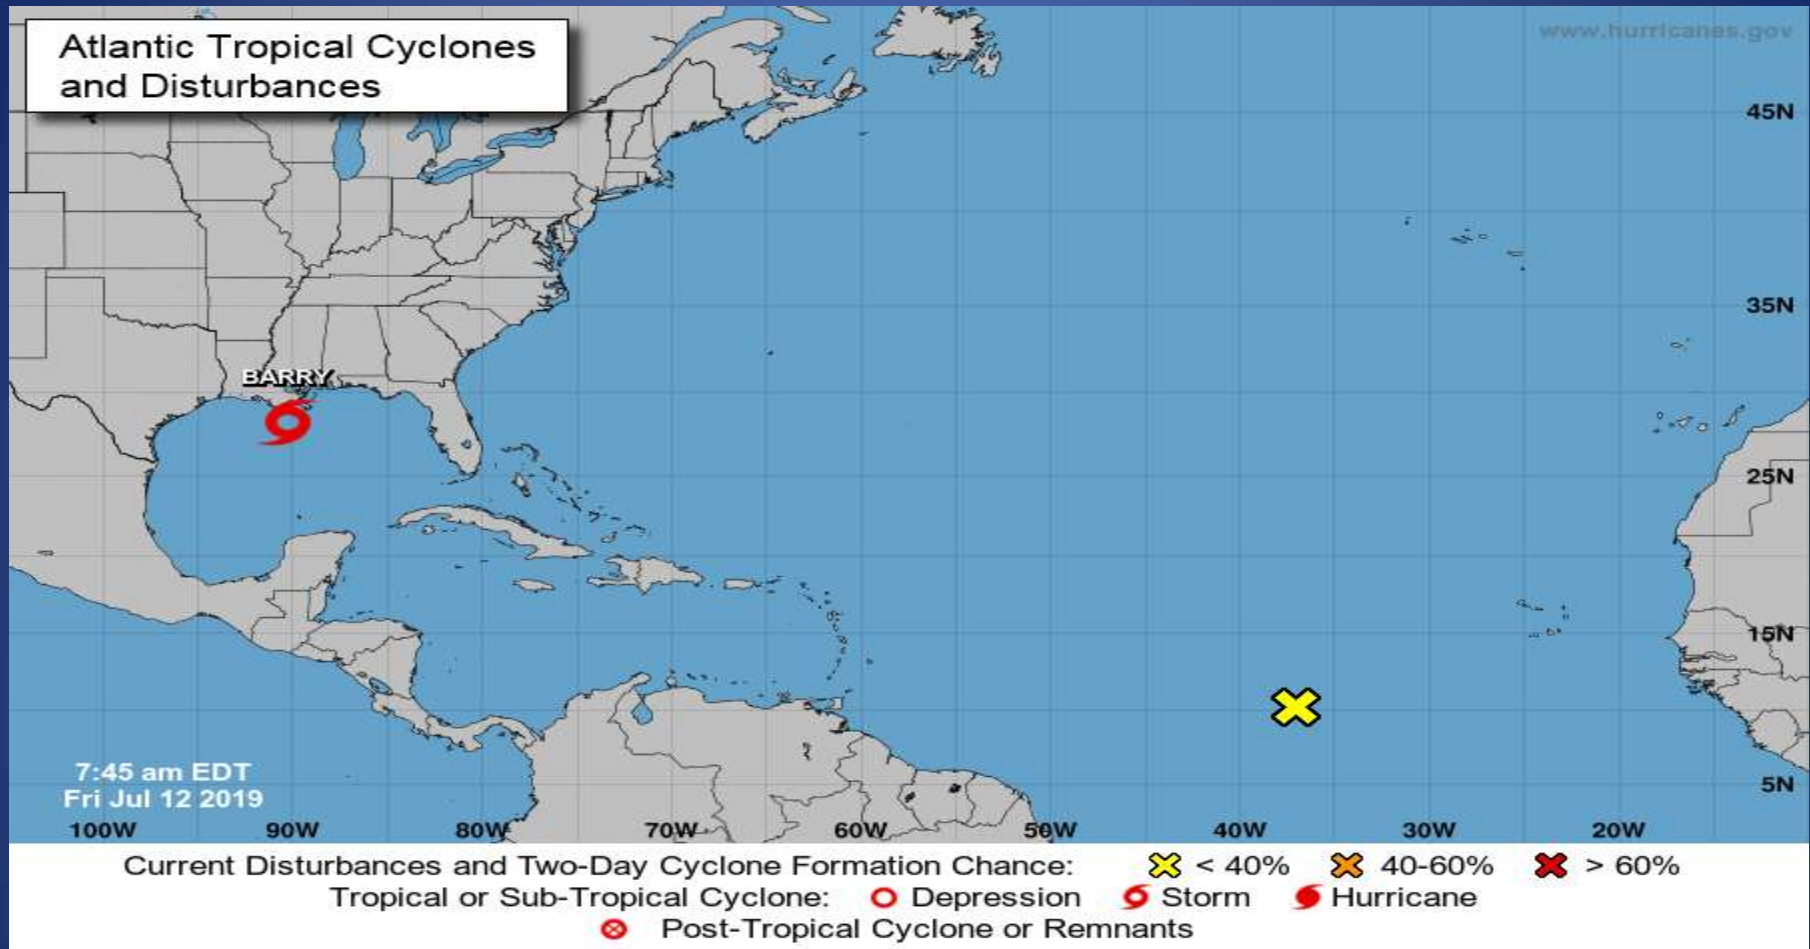 Atlantic Tropical Cyclones
and Disturbances
www.hurricanes.gov
45N
35N
BARRY
25N
15N
7:45 am EDT
Fri Jul 12 2019
5N
100W 90W 80W 70W 60W 50W 40W 30W 20W
Current Disturbances and Two-Day Cyclone Formation Chance: < 40% 40-60% > 60%
Tropical or Sub-Tropical Cyclone: Depression Storm Hurricane
Post-Tropical Cyclone or Remnants